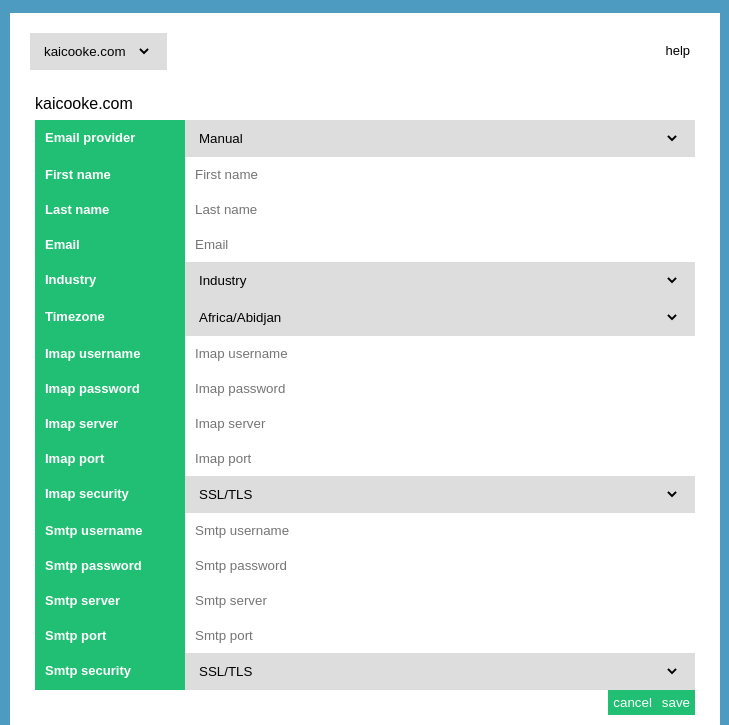 kaicooke.com help
kaicooke.com
Email provider Manual
First name First name
Last name Last name
Email Email
Industry Industry
Timezone Africa/Abidjan
Imap username Imap username
Imap password Imap password
Imap server Imap server
Imap port Imap port
Imap security SSL/TLS
Smtp username Smtp username
Smtp password Smtp password
Smtp server Smtp server
Smtp port Smtp port
Smtp security SSL/TLS
cancel save